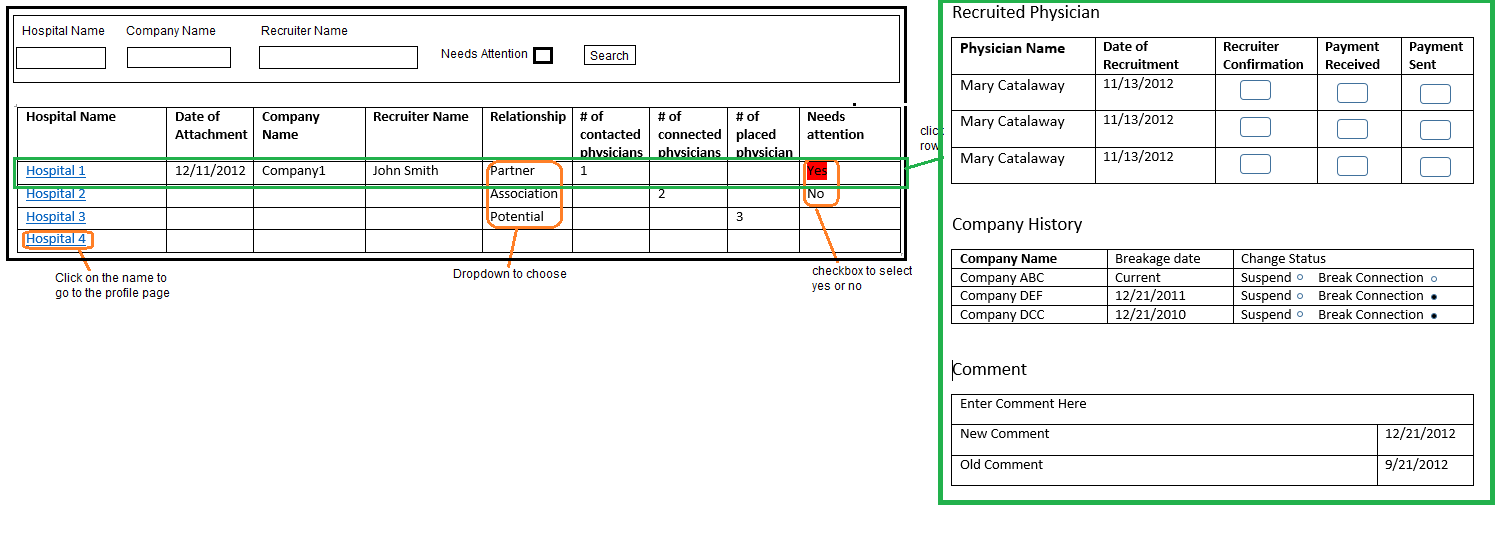 Hospital Name Company Name Recruiter Name
Needs Attention Search
Hospital Name Date of Attachment Company Name Recruiter Name Relationship # of contacted physicians # of connected physicians # of placed physician Needs attention
Hospital 1 12/11/2012 Company1 John Smith Partner 1 Yes
Hospital 2 Association 2 No
Hospital 3 Potential 3
Hospital 4
Click on the name to
go to the profile page
Dropdown to choose
checkbox to select
yes or no
row
Recruited Physician
Physician Name Date of Recruitment Recruiter Confirmation Payment Received Payment Sent
Mary Catalaway 11/13/2012
Mary Catalaway 11/13/2012
Mary Catalaway 11/13/2012
Company History
Company Name Breakage date Change Status
Company ABC Current Suspend Break Connection
Company DEF 12/21/2011 Suspend Break Connection
Company DCC 12/21/2010 Suspend Break Connection
Comment
Enter Comment Here
New Comment 12/21/2012
Old Comment 9/21/2012